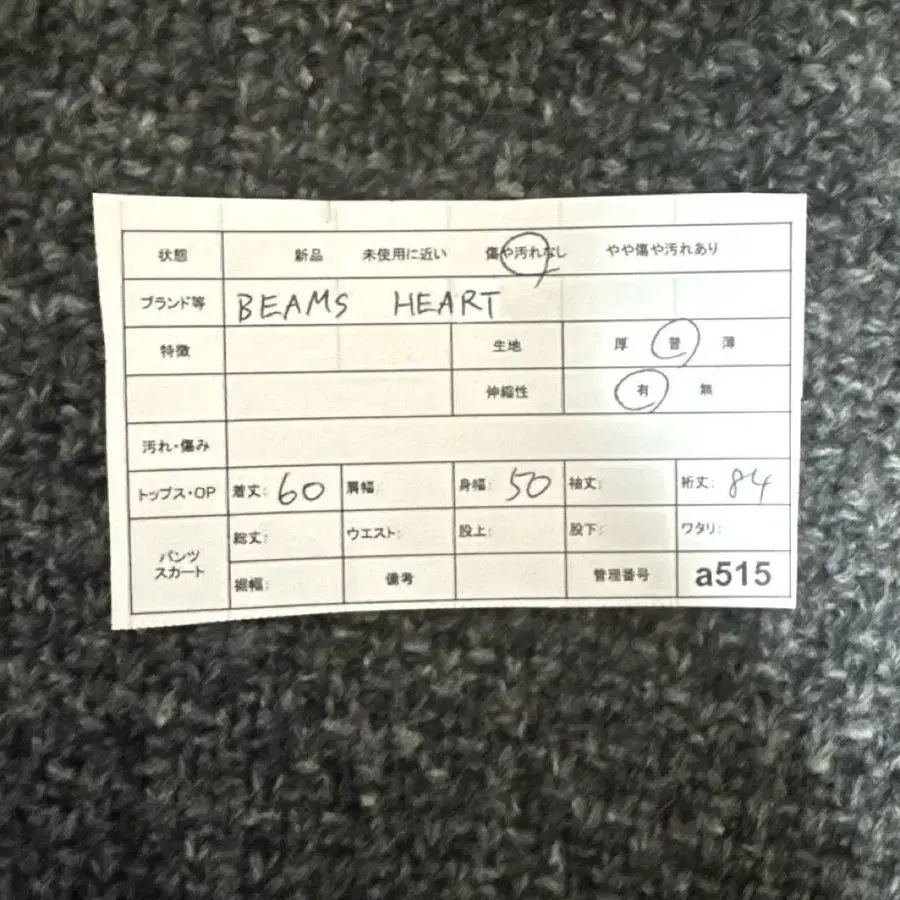 状態 新品 未使用に近い 傷や汚れなし やや傷や汚れあり
ブランド等 BEAMS HEART
特徴 生地 厚 普 薄
伸縮性 有 無
汚れ・傷み
トップス・OP 着丈: 60 肩幅: 身幅: 50 袖丈: 裄丈: 84
パンツ スカート 総丈: ウエスト: 股上: 股下: ワタリ:
裾幅: 備考 管理番号 a515